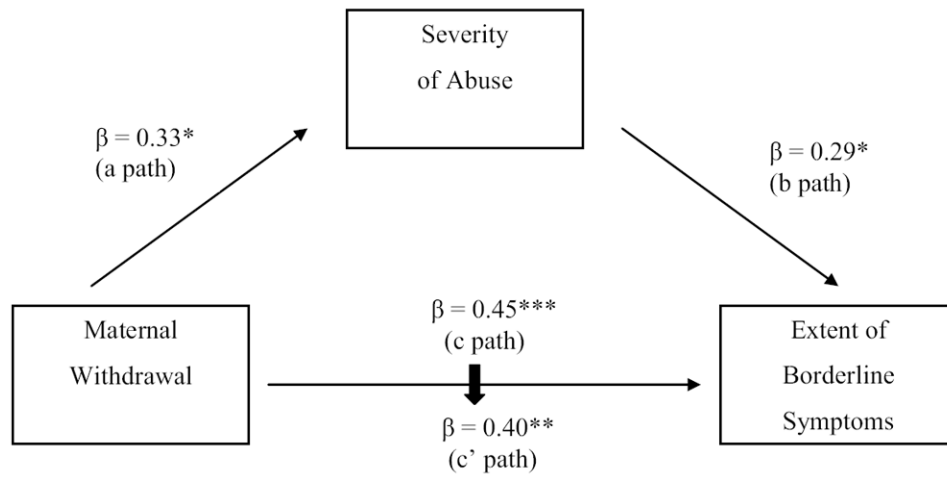 Severity
of Abuse
β = 0.33*
(a path)
β = 0.29*
(b path)
Maternal
Withdrawal
β = 0.45***
(c path)
β = 0.40**
(c’ path)
Extent of
Borderline
Symptoms